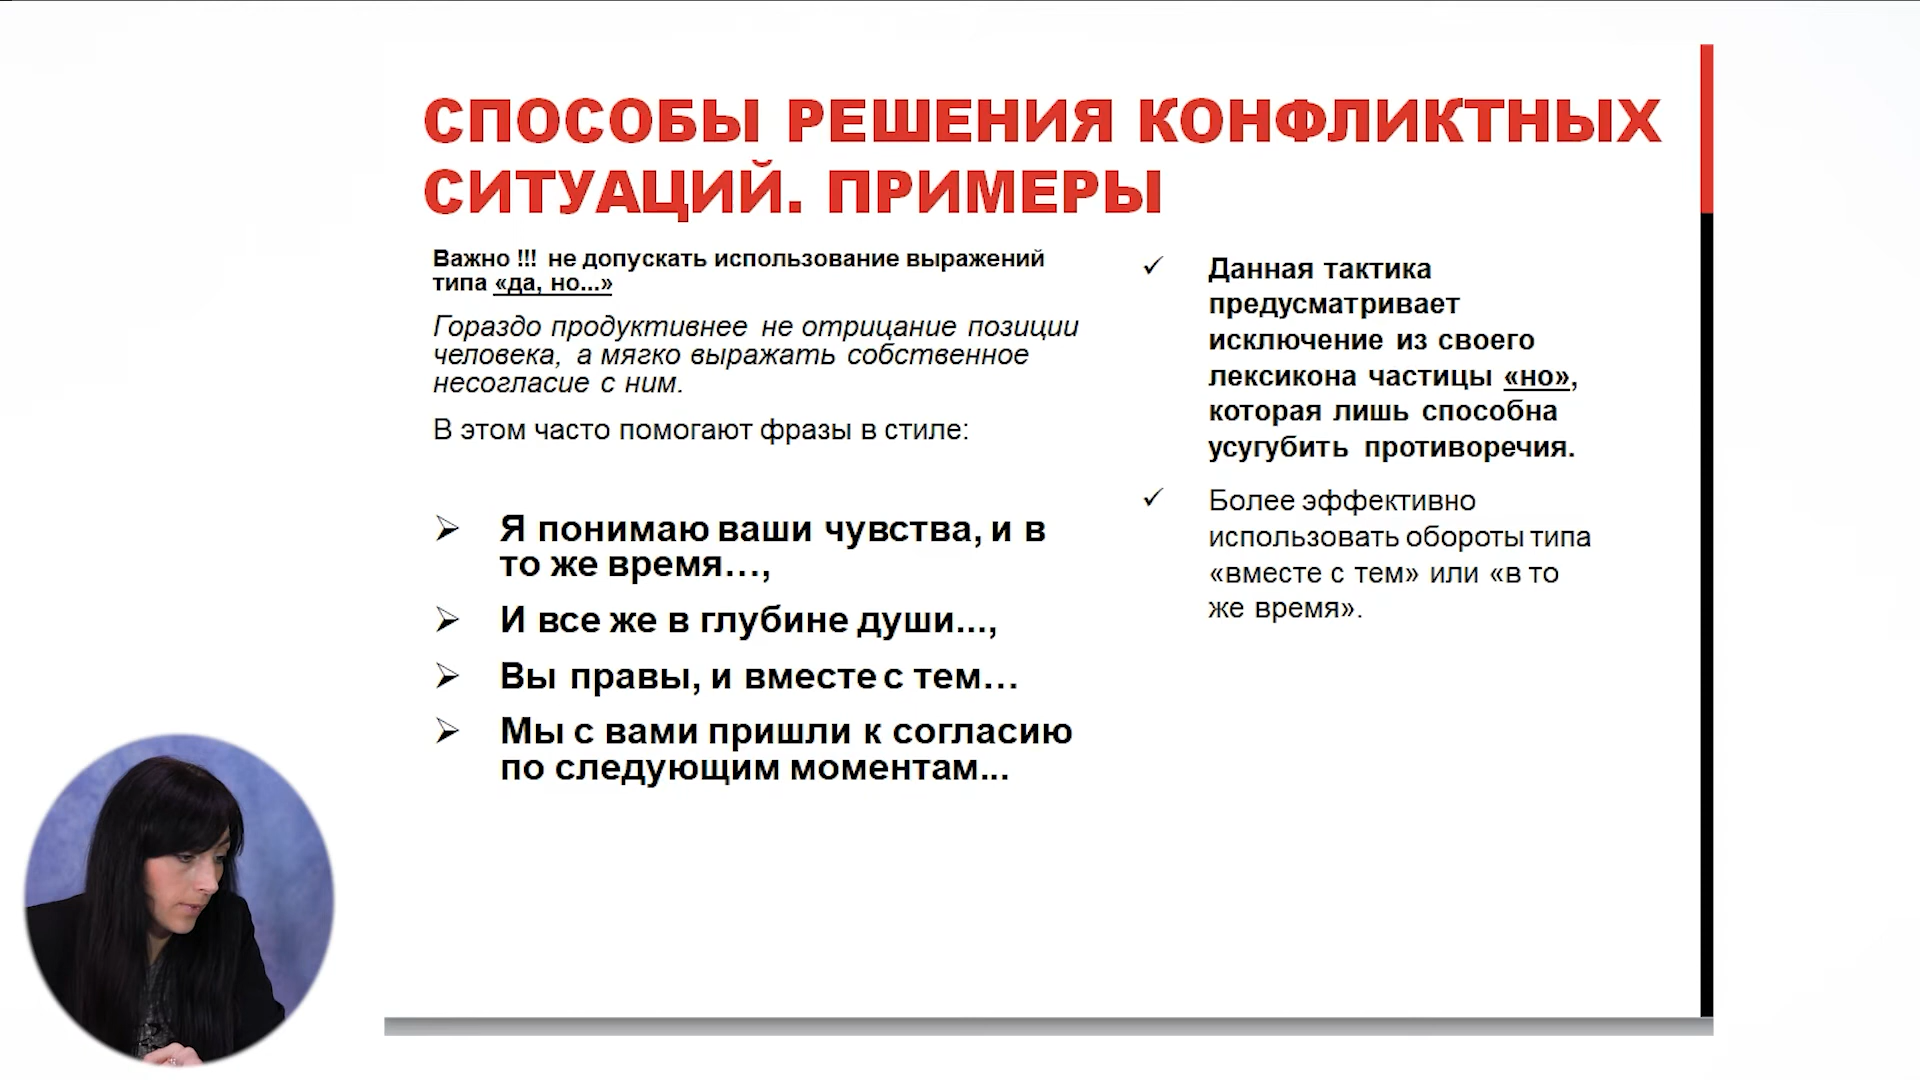 СПОСОБЫ РЕШЕНИЯ КОНФЛИКТНЫХ
СИТУАЦИЙ. ПРИМЕРЫ
Важно !!! не допускать использование выражений
типа «да, но...»
Гораздо продуктивнее не отрицание позиции
человека, а мягко выражать собственное
несогласие с ним.
В этом часто помогают фразы в стиле:
Я понимаю ваши чувства, и в
то же время…,
И все же в глубине души...,
Вы правы, и вместе с тем…
Мы с вами пришли к согласию
по следующим моментам...
Данная тактика
предусматривает
исключение из своего
лексикона частицы «но»,
которая лишь способна
усугубить противоречия.
Более эффективно
использовать обороты типа
«вместе с тем» или «в то
же время».